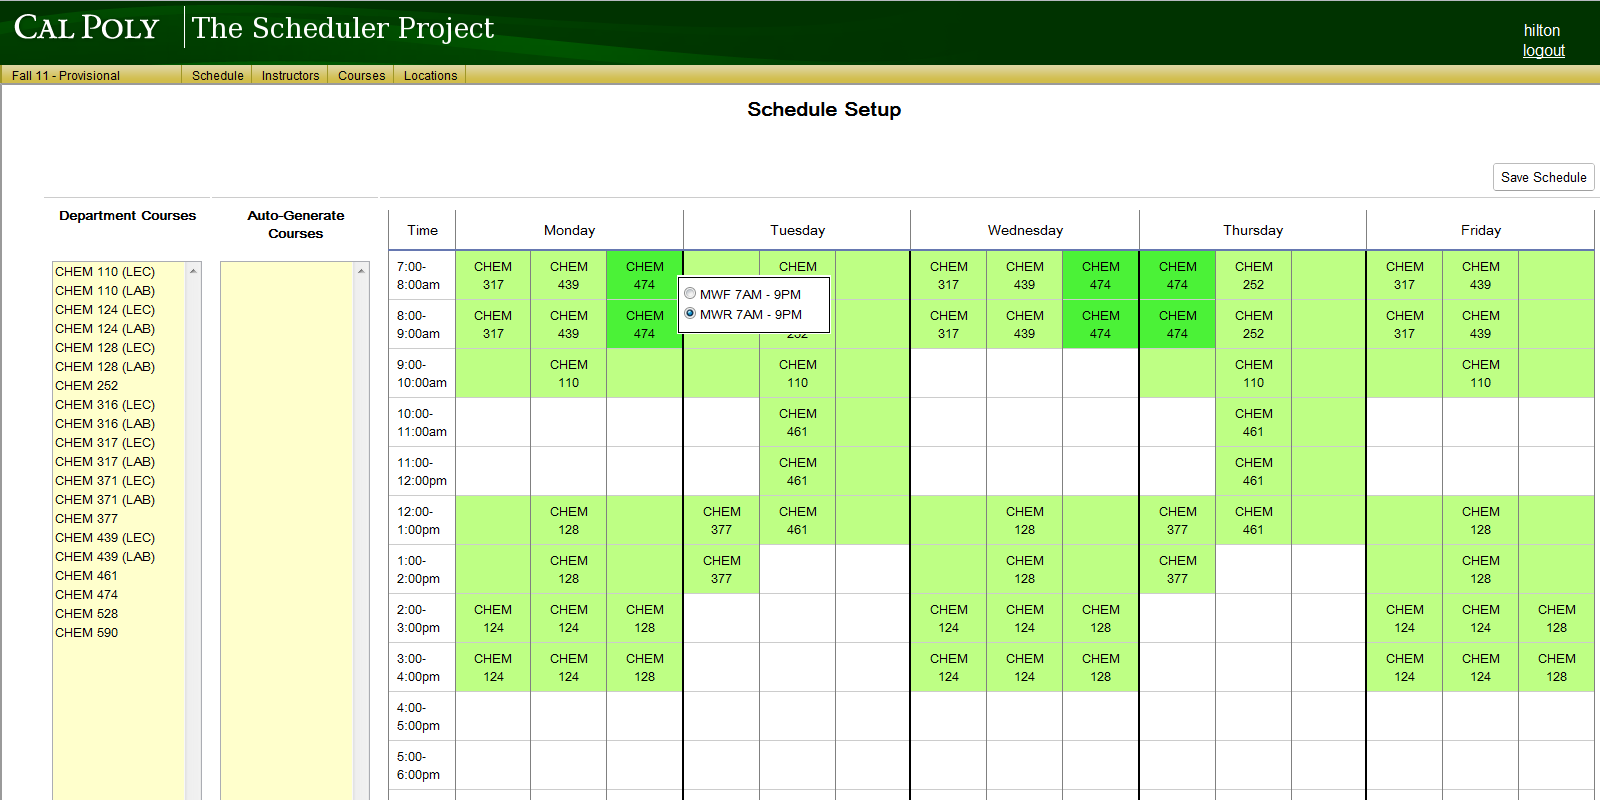 CAL POLY
The Scheduler Project
hilton
logout
Fall 11 - Provisional
Schedule
Instructors
Courses
Locations
Schedule Setup
Save Schedule
Department Courses
CHEM 110 (LEC)
CHEM 110 (LAB)
CHEM 124 (LEC)
CHEM 124 (LAB)
CHEM 128 (LEC)
CHEM 128 (LAB)
CHEM 252
CHEM 316 (LEC)
CHEM 316 (LAB)
CHEM 317 (LEC)
CHEM 317 (LAB)
CHEM 371 (LEC)
CHEM 371 (LAB)
CHEM 377
CHEM 439 (LEC)
CHEM 439 (LAB)
CHEM 461
CHEM 474
CHEM 528
CHEM 590
Auto-Generate
Courses
Time Monday Tuesday Wednesday Thursday Friday
7:00- CHEM CHEM CHEM CHEM CHEM CHEM CHEM CHEM CHEM CHEM CHEM
8:00am 317 439 474 317 439 474 474 252 317 439
MWF 7AM - 9PM
MWR 7AM - 9PM
8:00- CHEM CHEM CHEM CHEM CHEM CHEM CHEM CHEM CHEM CHEM
9:00am 317 439 474 252 317 439 474 474 252 317 439
9:00- CHEM CHEM CHEM CHEM
10:00am 110 110 110 110
10:00- CHEM CHEM
11:00am 461 461
11:00- CHEM CHEM
12:00pm 461 461
12:00- CHEM CHEM CHEM CHEM CHEM CHEM CHEM
1:00pm 128 377 461 128 377 461 128
1:00- CHEM CHEM CHEM CHEM CHEM
2:00pm 128 377 128 377 128
2:00- CHEM CHEM CHEM CHEM CHEM CHEM CHEM CHEM CHEM
3:00pm 124 124 128 124 124 128 124 124 128
3:00- CHEM CHEM CHEM CHEM CHEM CHEM CHEM CHEM CHEM
4:00pm 124 124 128 124 124 128 124 124 128
4:00-
5:00pm
5:00-
6:00pm